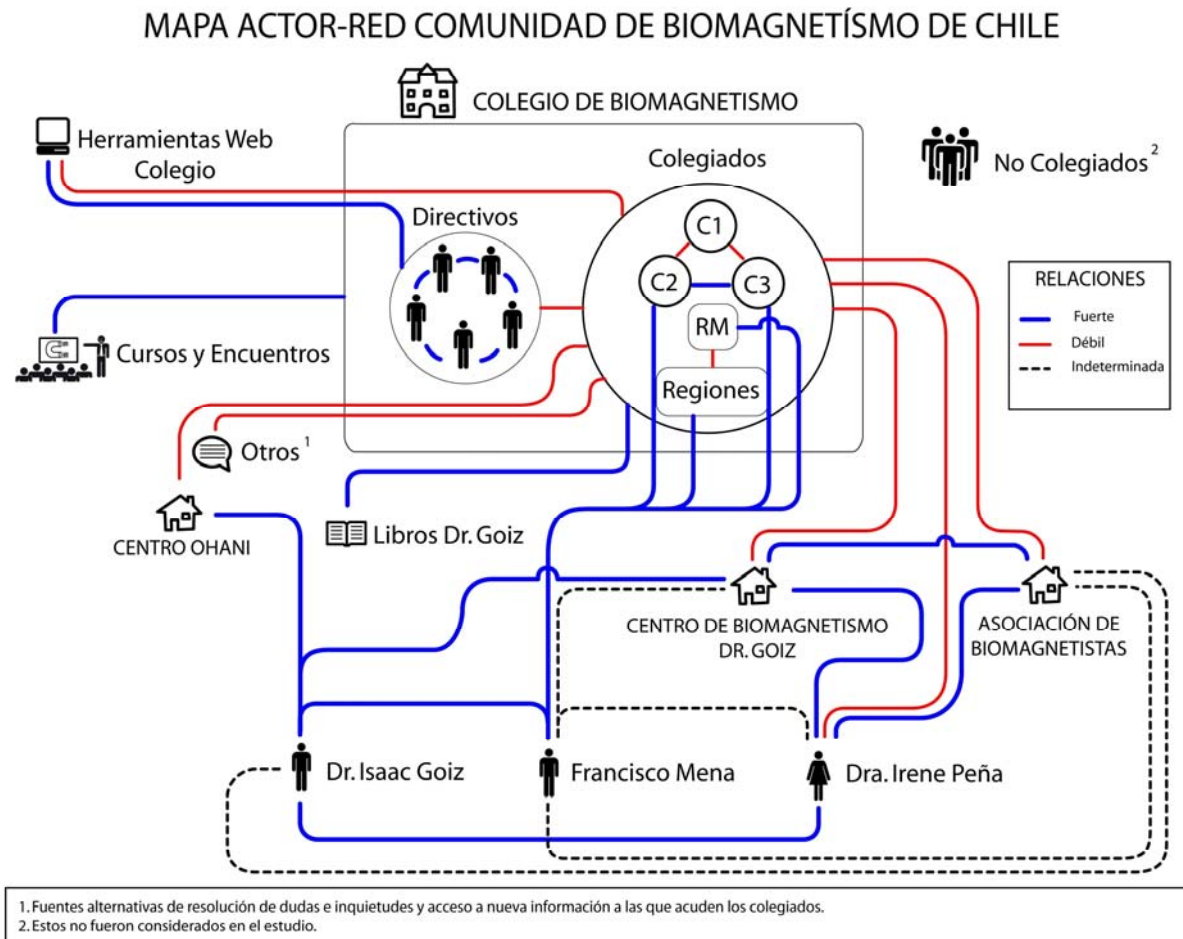 MAPA ACTOR-RED COMUNIDAD DE BIOMAGNETÍSMO DE CHILE
COLEGIO DE BIOMAGNETISMO
Herramientas Web
Colegio
Colegiados
No Colegiados 2
Directivos
C1
C2
C3
RM
Regiones
RELACIONES
Fuerte
Débil
Indeterminada
Cursos y Encuentros
Otros 1
CENTRO OHANI
Libros Dr. Goiz
CENTRO DE BIOMAGNETISMO
DR. GOIZ
ASOCIACIÓN DE
BIOMAGNETISTAS
Dr. Isaac Goiz
Francisco Mena
Dra. Irene Peña
1. Fuentes alternativas de resolución de dudas e inquietudes y acceso a nueva información a las que acuden los colegiados.
2. Estos no fueron considerados en el estudio.